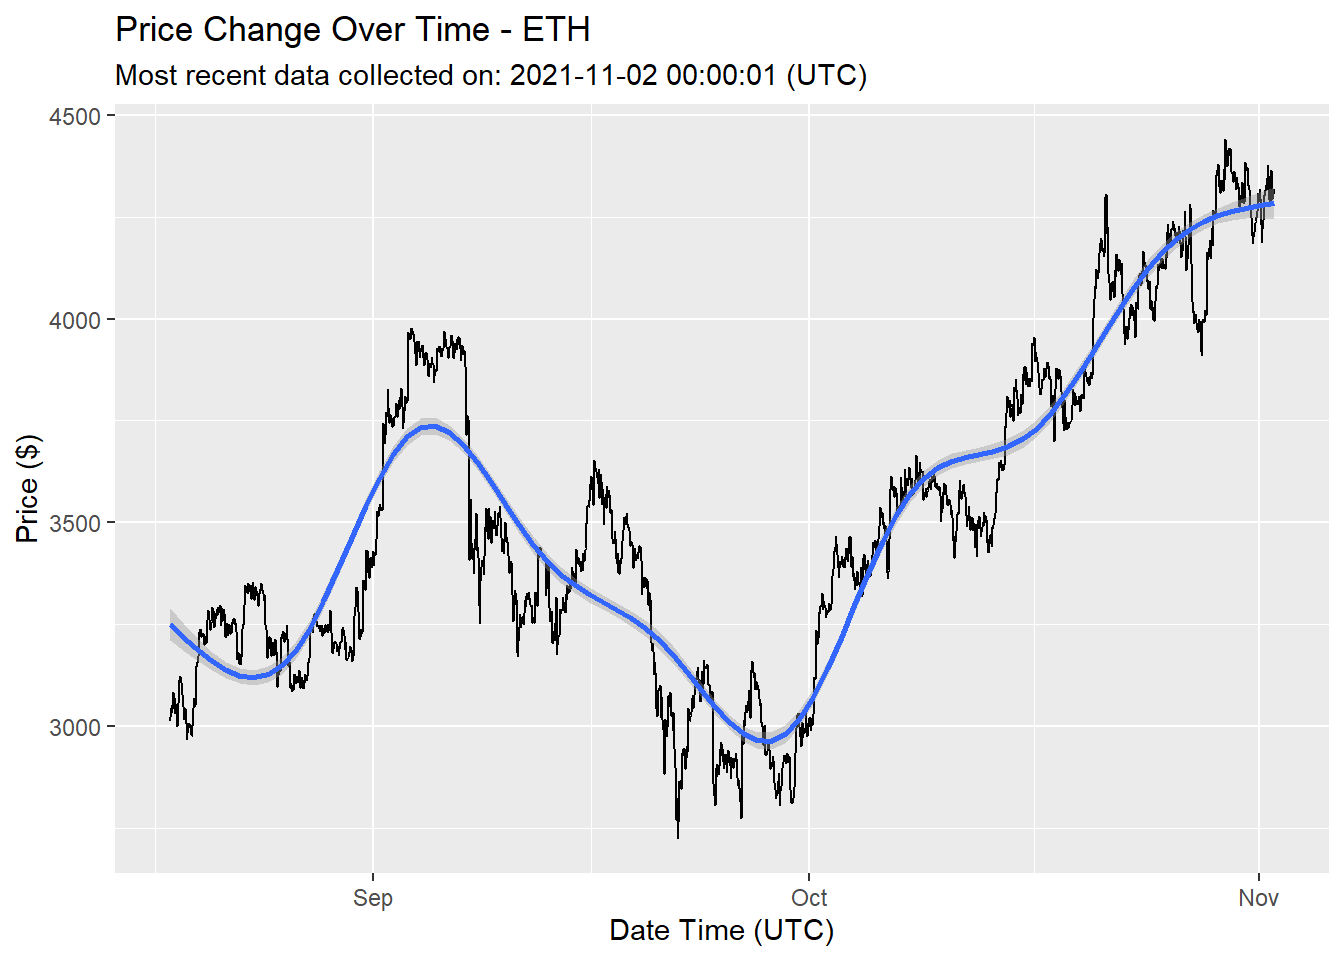 Price Change Over Time - ETH
Most recent data collected on: 2021-11-02 00:00:01 (UTC)
4500
4000
3500
3000
Price ($)
Sep
Oct
Nov
Date Time (UTC)